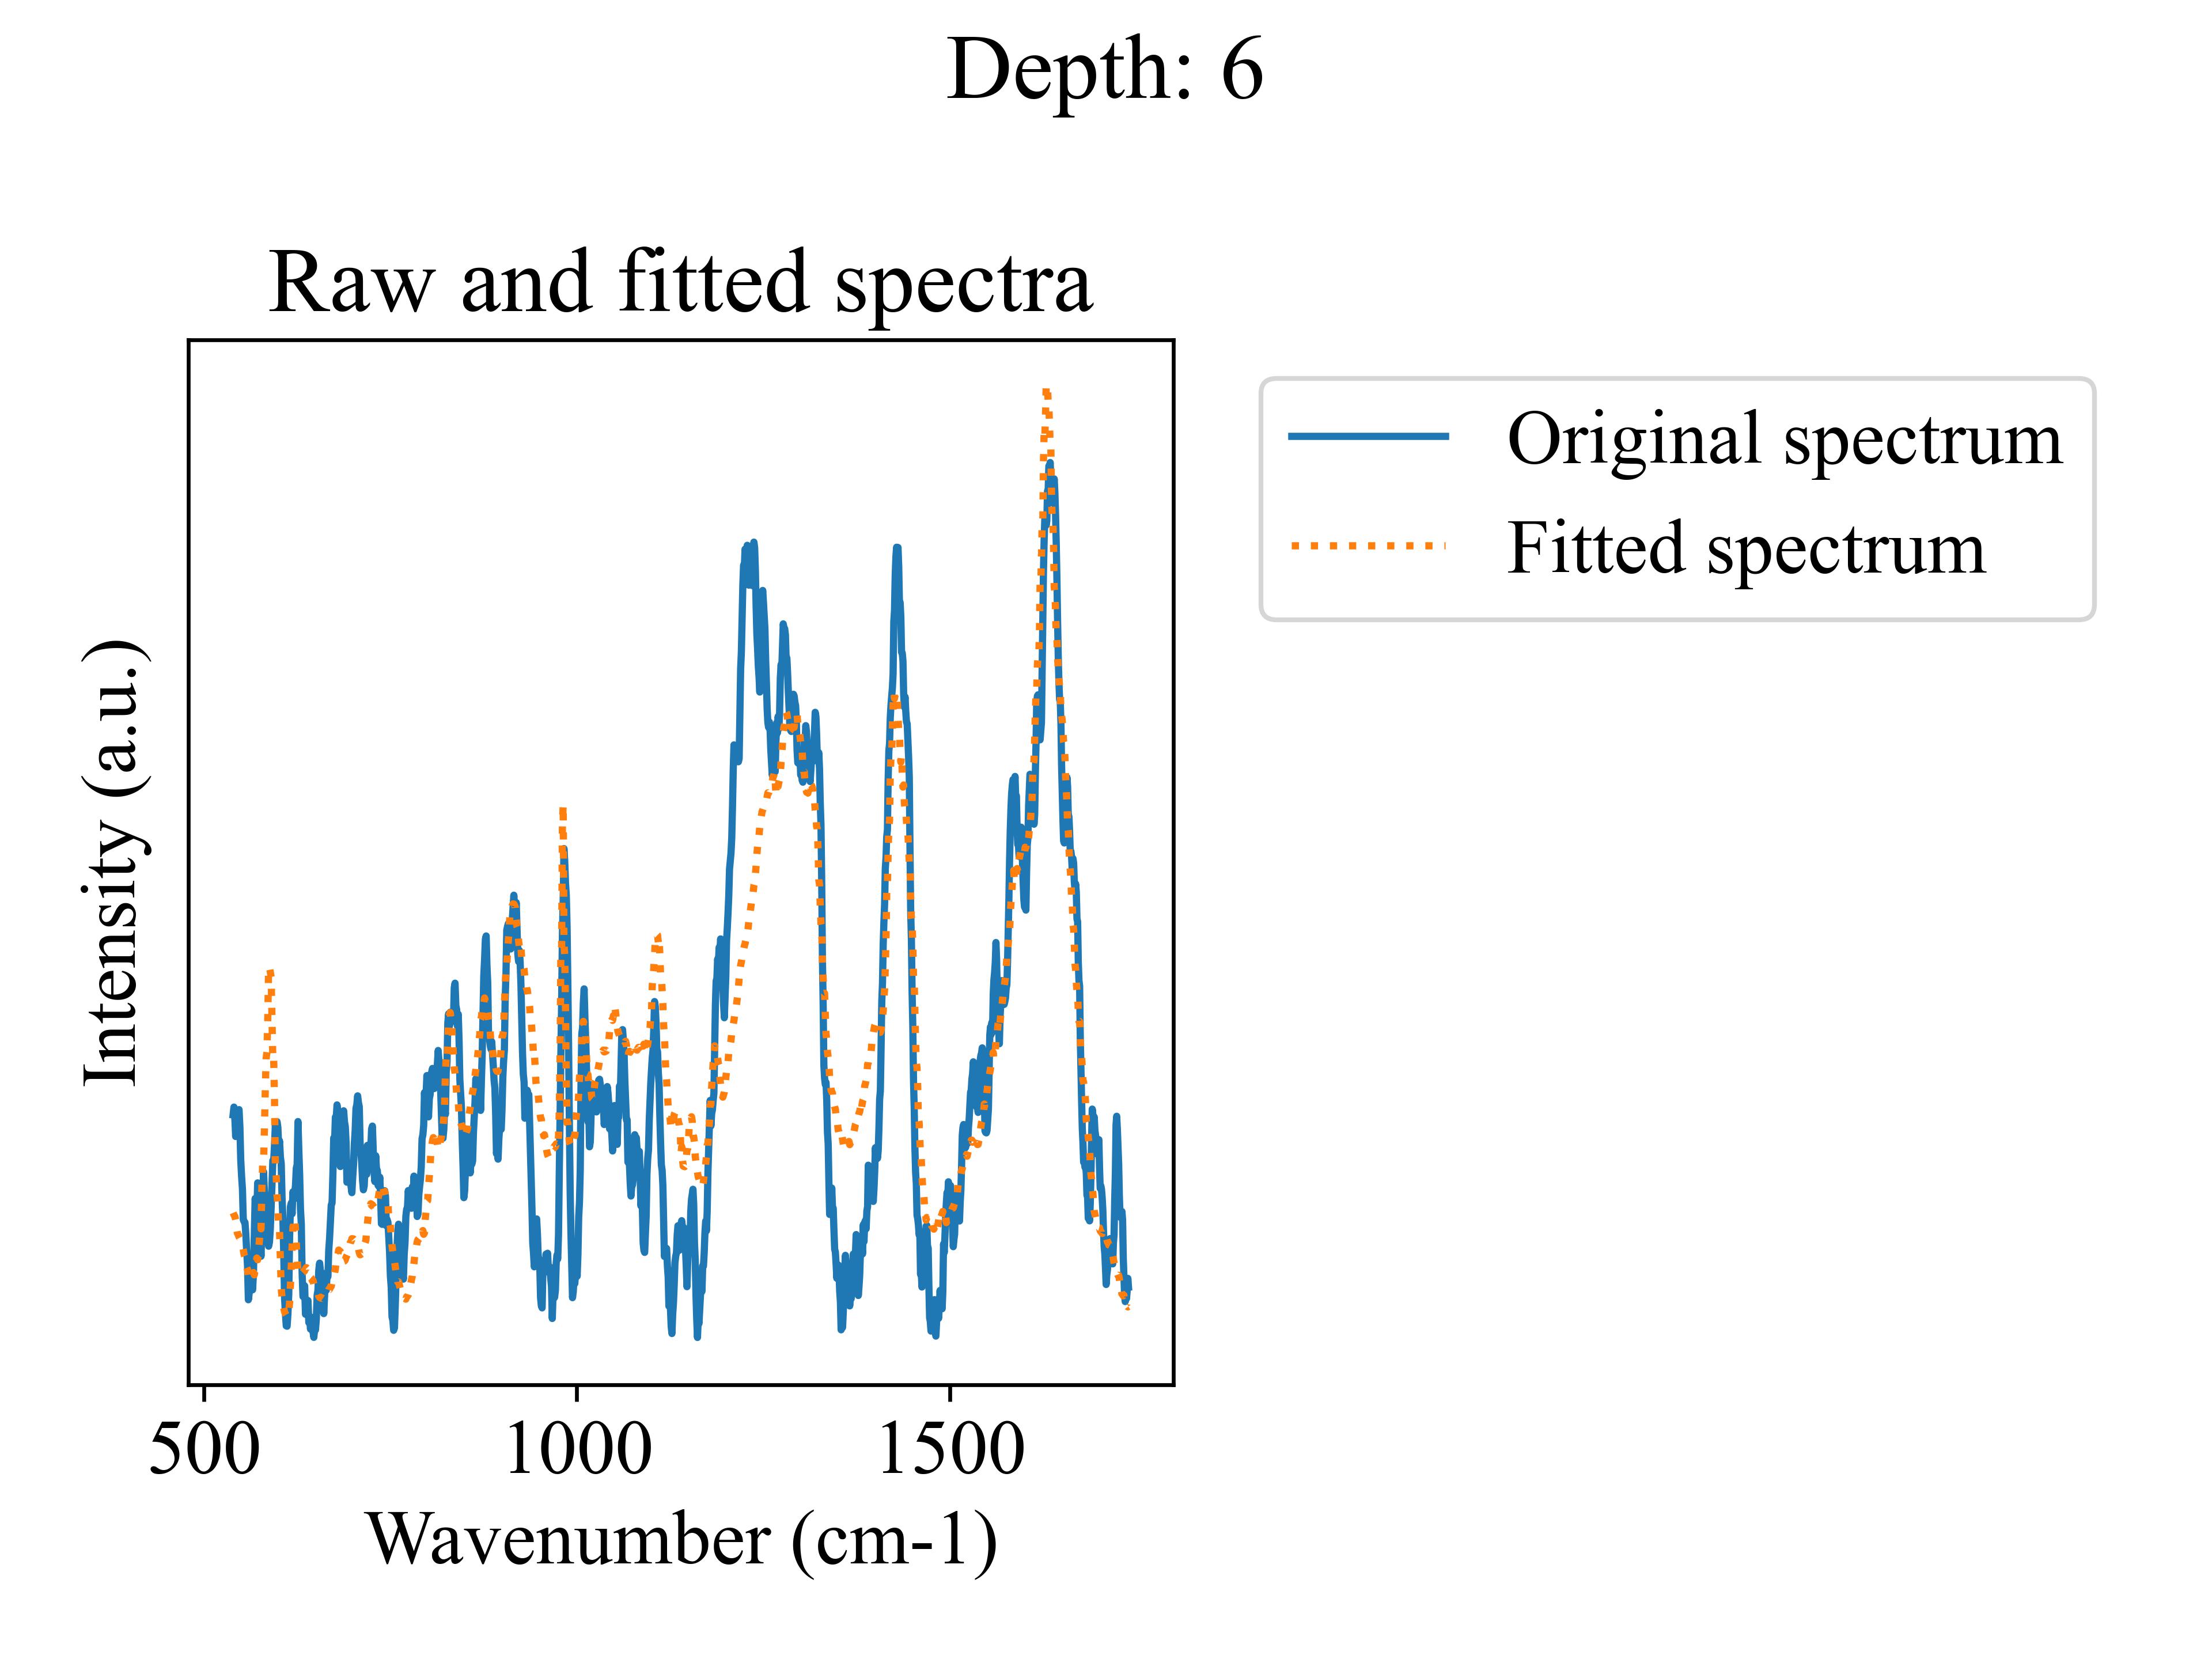 Depth: 6
Raw and fitted spectra
Original spectrum
Fitted spectrum
Intensity (a.u.)
500 1000 1500
Wavenumber (cm-1)